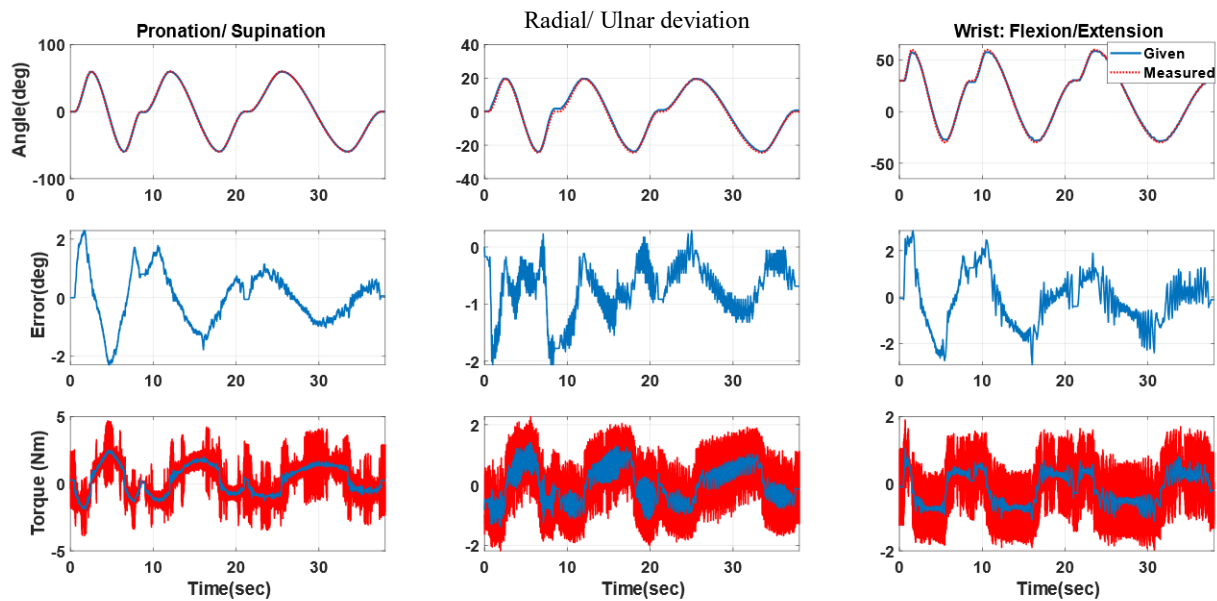 Pronation/ Supination
Radial/ Ulnar deviation
Wrist: Flexion/Extension
Given
Measured
Angle(deg)
100
0
-100
0 10 20 30
40
20
0
-20
-40
0 10 20 30
50
0
-50
0 10 20 30
Error(deg)
2
0
-2
0 10 20 30
0
-1
-2
0 10 20 30
2
0
-2
0 10 20 30
Torque (Nm)
5
0
-5
0 10 20 30
Time(sec)
2
0
-2
0 10 20 30
Time(sec)
2
0
-2
0 10 20 30
Time(sec)